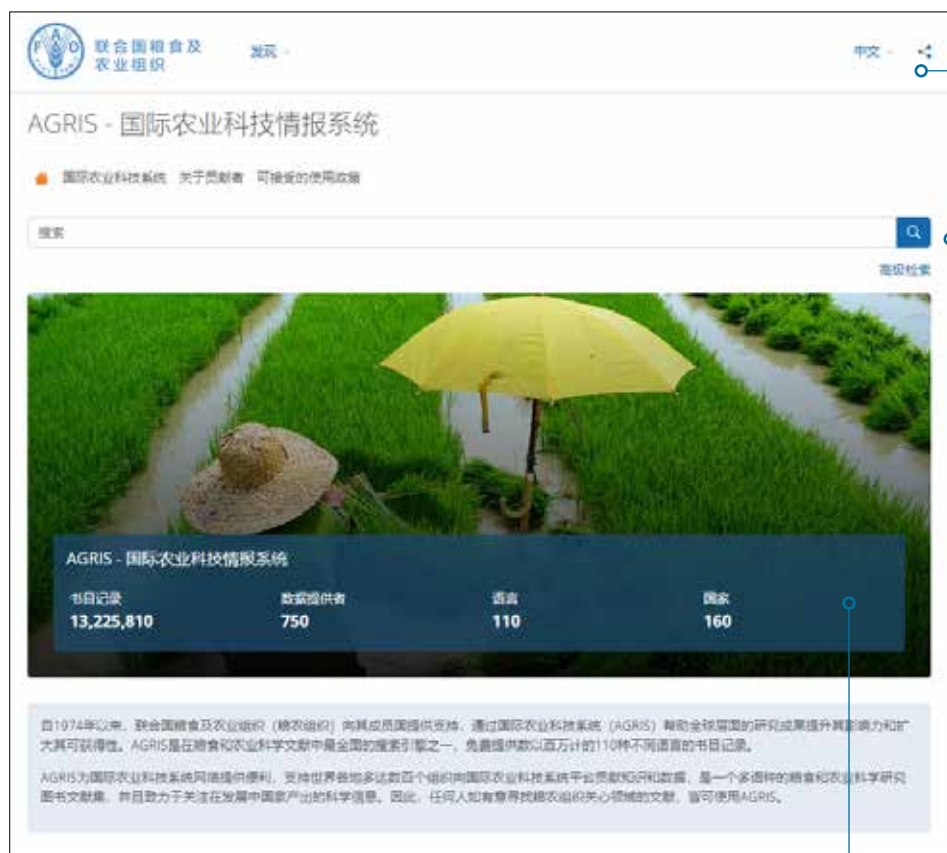 联合国粮食及
农业组织
发现
中文
AGRIS - 国际农业科技情报系统
国际农业科技系统 关于贡献者 可接受的使用政策
搜索
高级检索
AGRIS - 国际农业科技情报系统
书目记录 数据提供者 语言 国家
13,225,810 750 110 160
自1974年以来，联合国粮食及农业组织（粮农组织）向其成员国提供支持，通过国际农业科技系统（AGRIS）帮助全球层面的研究成果提升其影响力和扩
大其可获得性。AGRIS是在粮食和农业科学文献中最全面的搜索引擎之一，免费提供数以百万计的110种不同语言的书目记录。
AGRIS为国际农业科技系统网络提供便利，支持世界各地多达数百个组织向国际农业科技系统平台贡献知识和数据，是一个多语种的粮食和农业科学研究
图书文献集，并且致力于关注在发展中国家产出的科学信息。因此，任何人如有意寻找粮农组织关心领域的文献，皆可使用AGRIS。